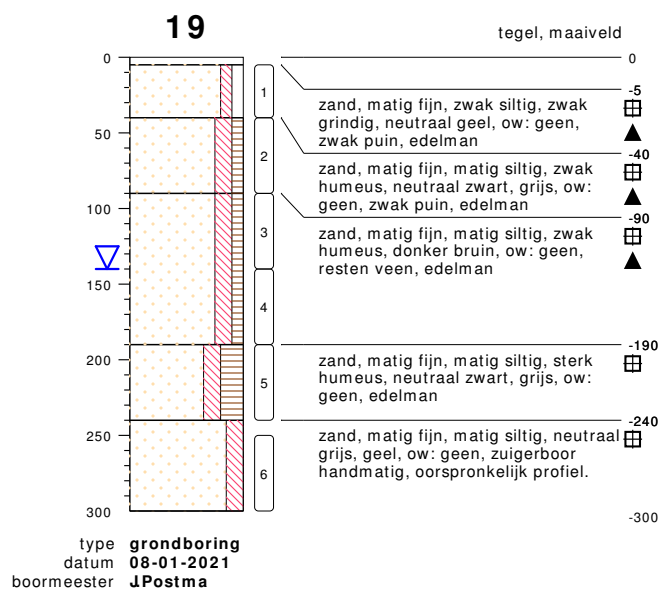 19
tegel, maaiveld
0
0
-5
1
zand, matig fijn, zwak siltig, zwak
grindig, neutraal geel, ow: geen,
zwak puin, edelman
50
-40
2
zand, matig fijn, matig siltig, zwak
humeus, neutraal zwart, grijs, ow:
geen, zwak puin, edelman
100
-90
3
zand, matig fijn, matig siltig, zwak
humeus, donker bruin, ow: geen,
resten veen, edelman
150
4
200
-190
5
zand, matig fijn, matig siltig, sterk
humeus, neutraal zwart, grijs, ow:
geen, edelman
250
-240
6
zand, matig fijn, matig siltig, neutraal
grijs, geel, ow: geen, zuigerboor
handmatig, oorspronkelijk profiel.
300
-300
type grondboring
datum 08-01-2021
boormeester J.Postma